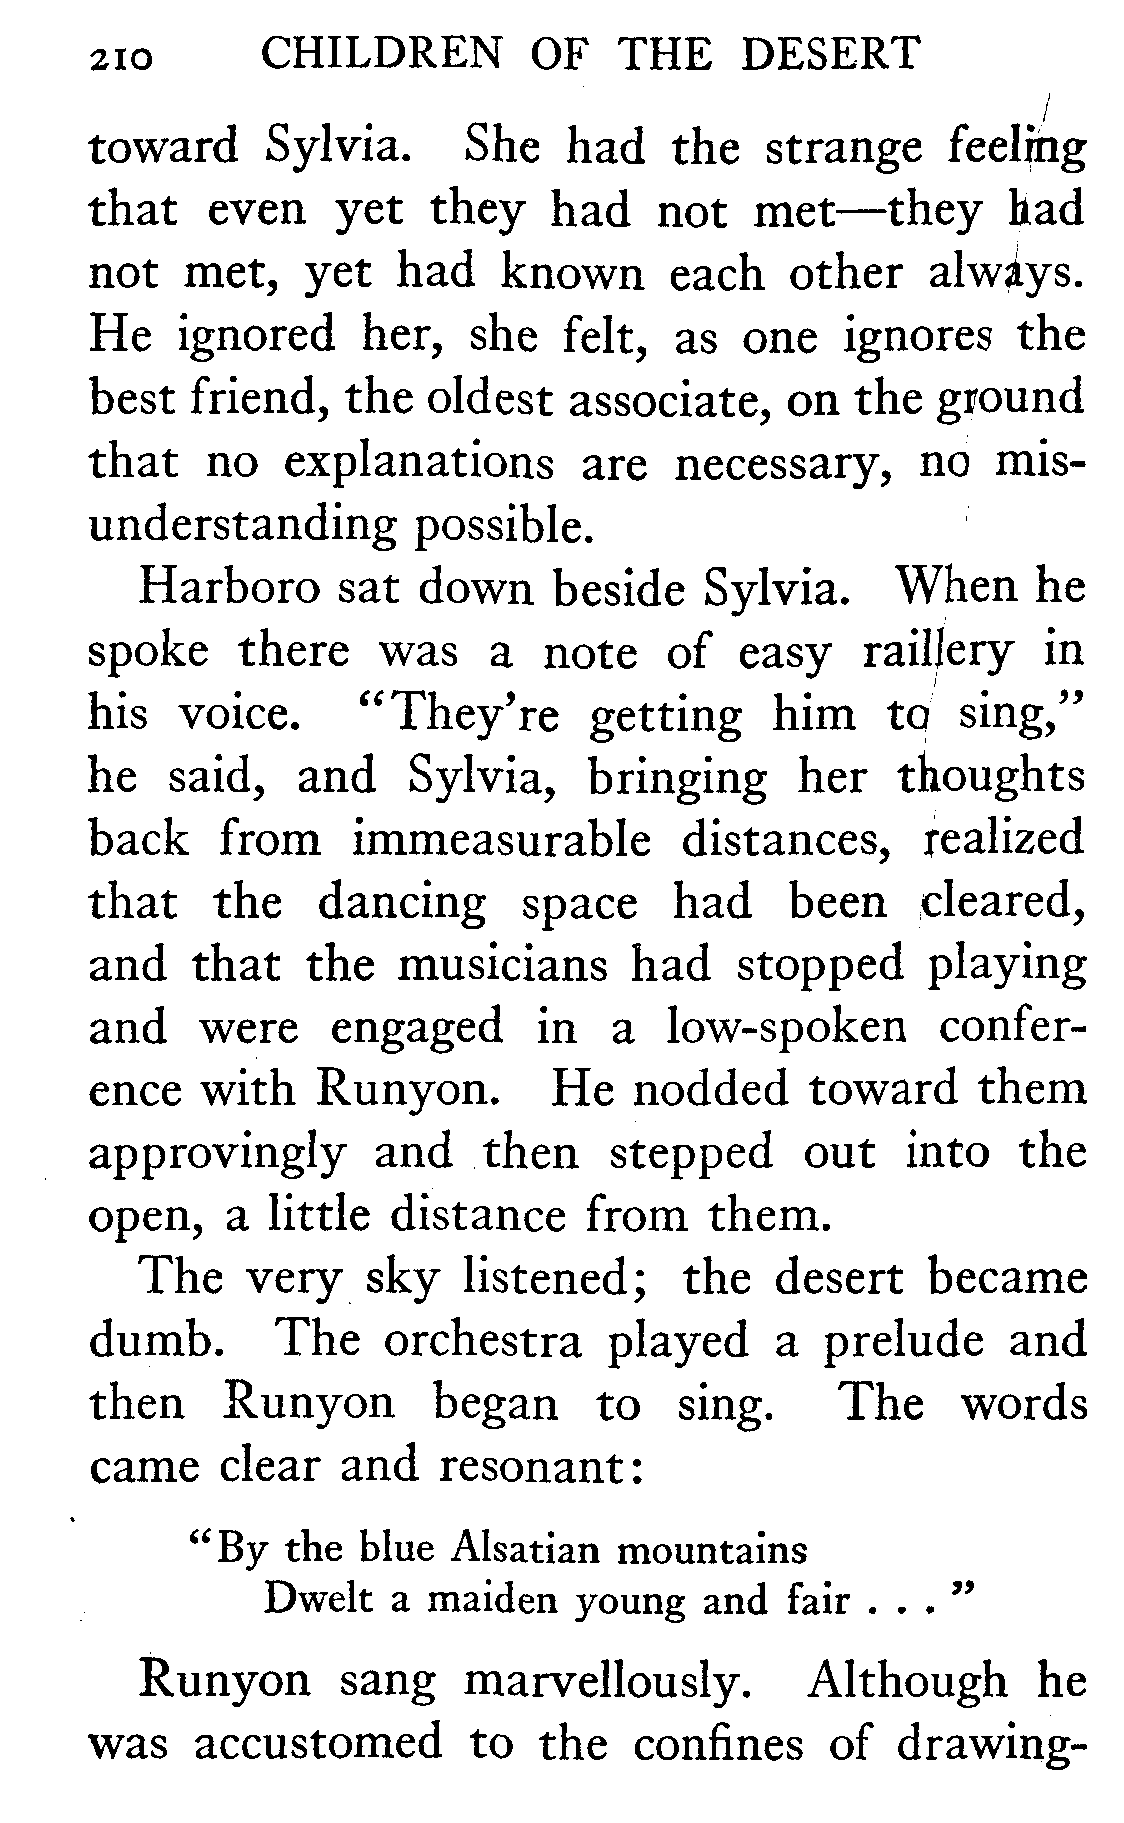 210 CHILDREN OF THE DESERT
toward Sylvia. She had the strange feeling
that even yet they had not met—they had
not met, yet had known each other always.
He ignored her, she felt, as one ignores the
best friend, the oldest associate, on the ground
that no explanations are necessary, no mis-
understanding possible.
Harboro sat down beside Sylvia. When he
spoke there was a note of easy raillery in
his voice. “They’re getting him to sing,”
he said, and Sylvia, bringing her thoughts
back from immeasurable distances, realized
that the dancing space had been cleared,
and that the musicians had stopped playing
and were engaged in a low-spoken confer-
ence with Runyon. He nodded toward them
approvingly and then stepped out into the
open, a little distance from them.
The very sky listened; the desert became
dumb. The orchestra played a prelude and
then Runyon began to sing. The words
came clear and resonant:
“By the blue Alsatian mountains
Dwelt a maiden young and fair . . .”
Runyon sang marvellously. Although he
was accustomed to the confines of drawing-